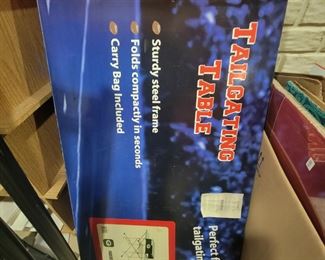 TAILGATING
TABLE
Sturdy steel frame
Folds compactly in seconds
Carry Bag Included
Perfect f
tailgatin